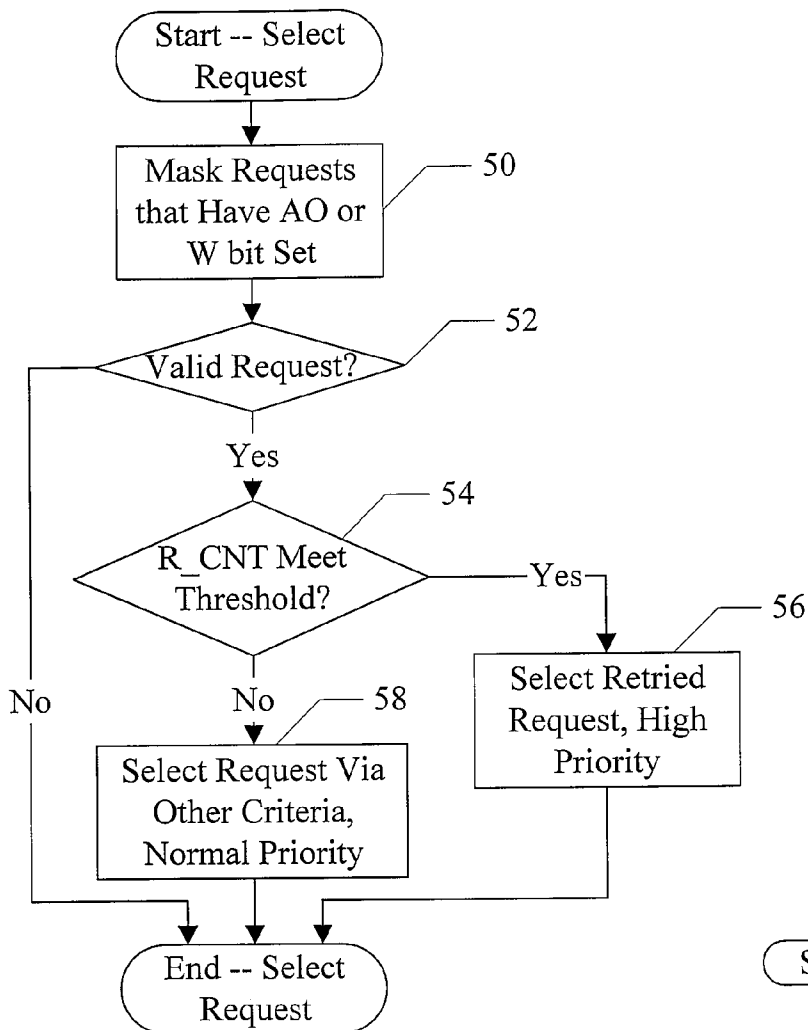 Start -- Select
Request
50
Mask Requests
that Have AO or
W bit Set
52
Valid Request?
Yes
54
R_CNT Meet
Threshold?
Yes
56
No
No
58
Select Retried
Request, High
Priority
Select Request Via
Other Criteria,
Normal Priority
End -- Select
Request
S